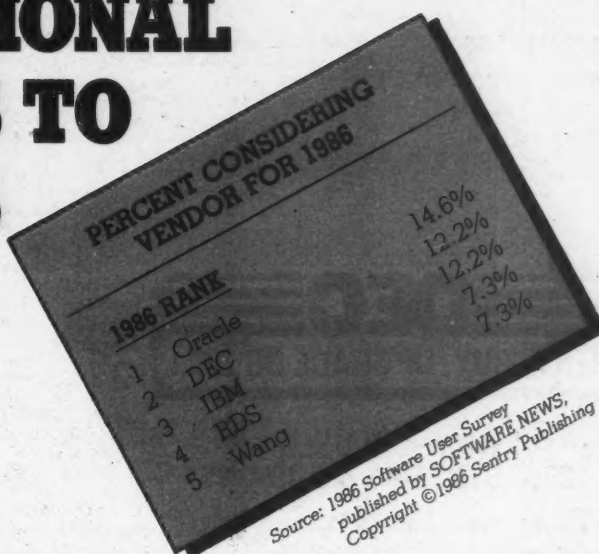 TO
PERCENT CONSIDERING
VENDOR FOR 1986
1986 RANK
1 Oracle 14.6%
2 DEC 12.2%
3 IBM 12.2%
4 RDS 7.3%
5 Wang 7.3%
Source: 1986 Software User Survey
published by SOFTWARE NEWS,
Copyright ©1986 Sentry Publishing